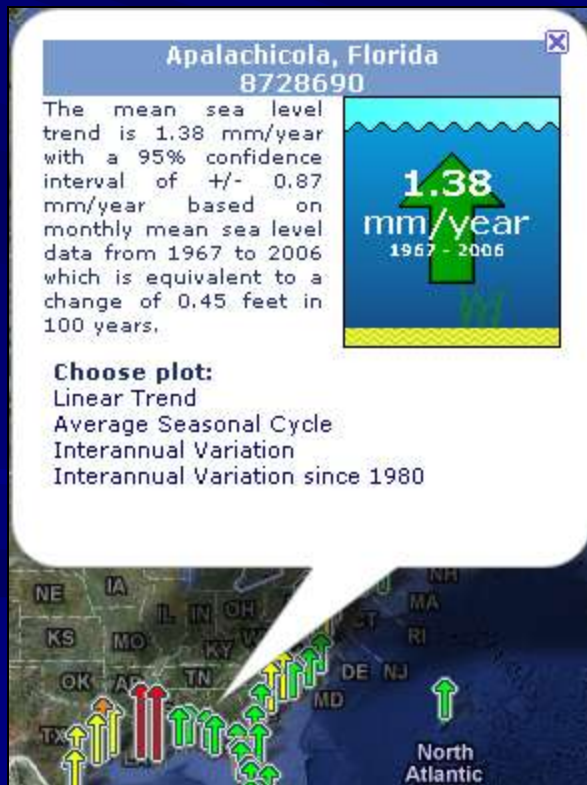 Apalachicola, Florida
8728690
The mean sea level
trend is 1.38 mm/year
with a 95% confidence
interval of +/- 0.87
mm/year based on
monthly mean sea level
data from 1967 to 2006
which is equivalent to a
change of 0.45 feet in
100 years.
1.38
mm/year
1967 - 2006
Choose plot:
Linear Trend
Average Seasonal Cycle
Interannual Variation
Interannual Variation since 1980
NE
IA
IL
IN
OH
NH
MA
CT
RI
KS
MO
KY
OK
TN
DE
NJ
MD
TX
North
Atlantic